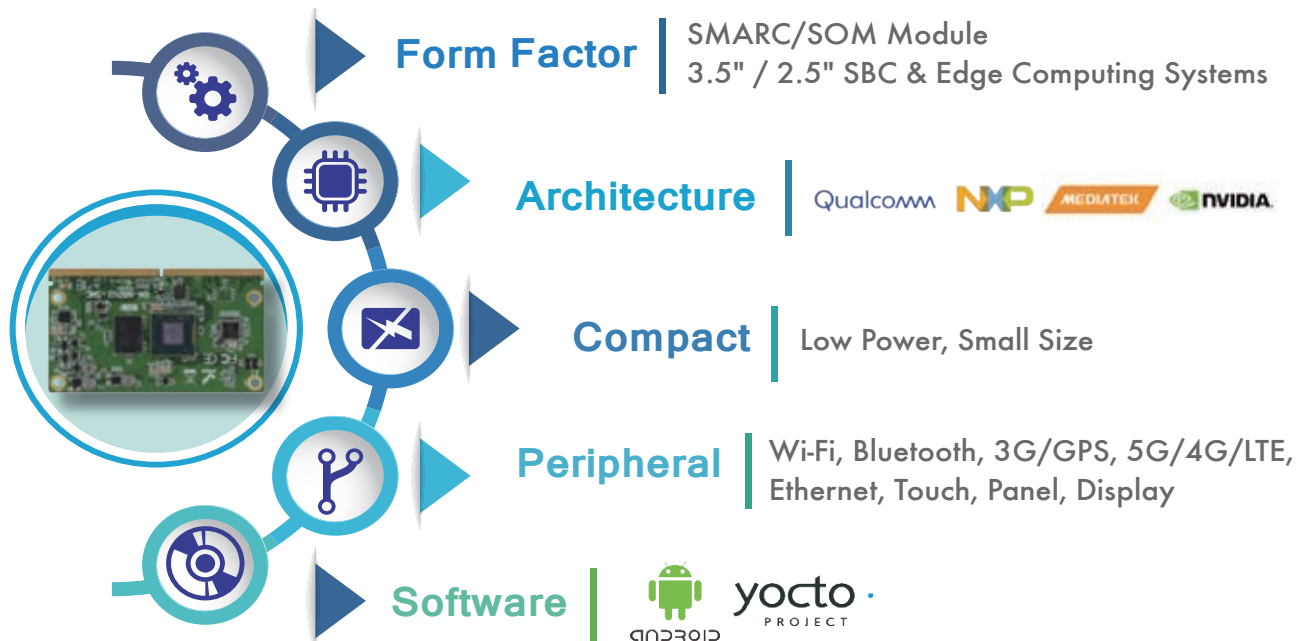 Form Factor
SMARC/SOM Module
3.5" / 2.5" SBC & Edge Computing Systems
Architecture
Qualcomm NXP MEDIATEK NVIDIA
Compact
Low Power, Small Size
Peripheral
Wi-Fi, Bluetooth, 3G/GPS, 5G/4G/LTE,
Ethernet, Touch, Panel, Display
Software
ANDROID
yocto
PROJECT